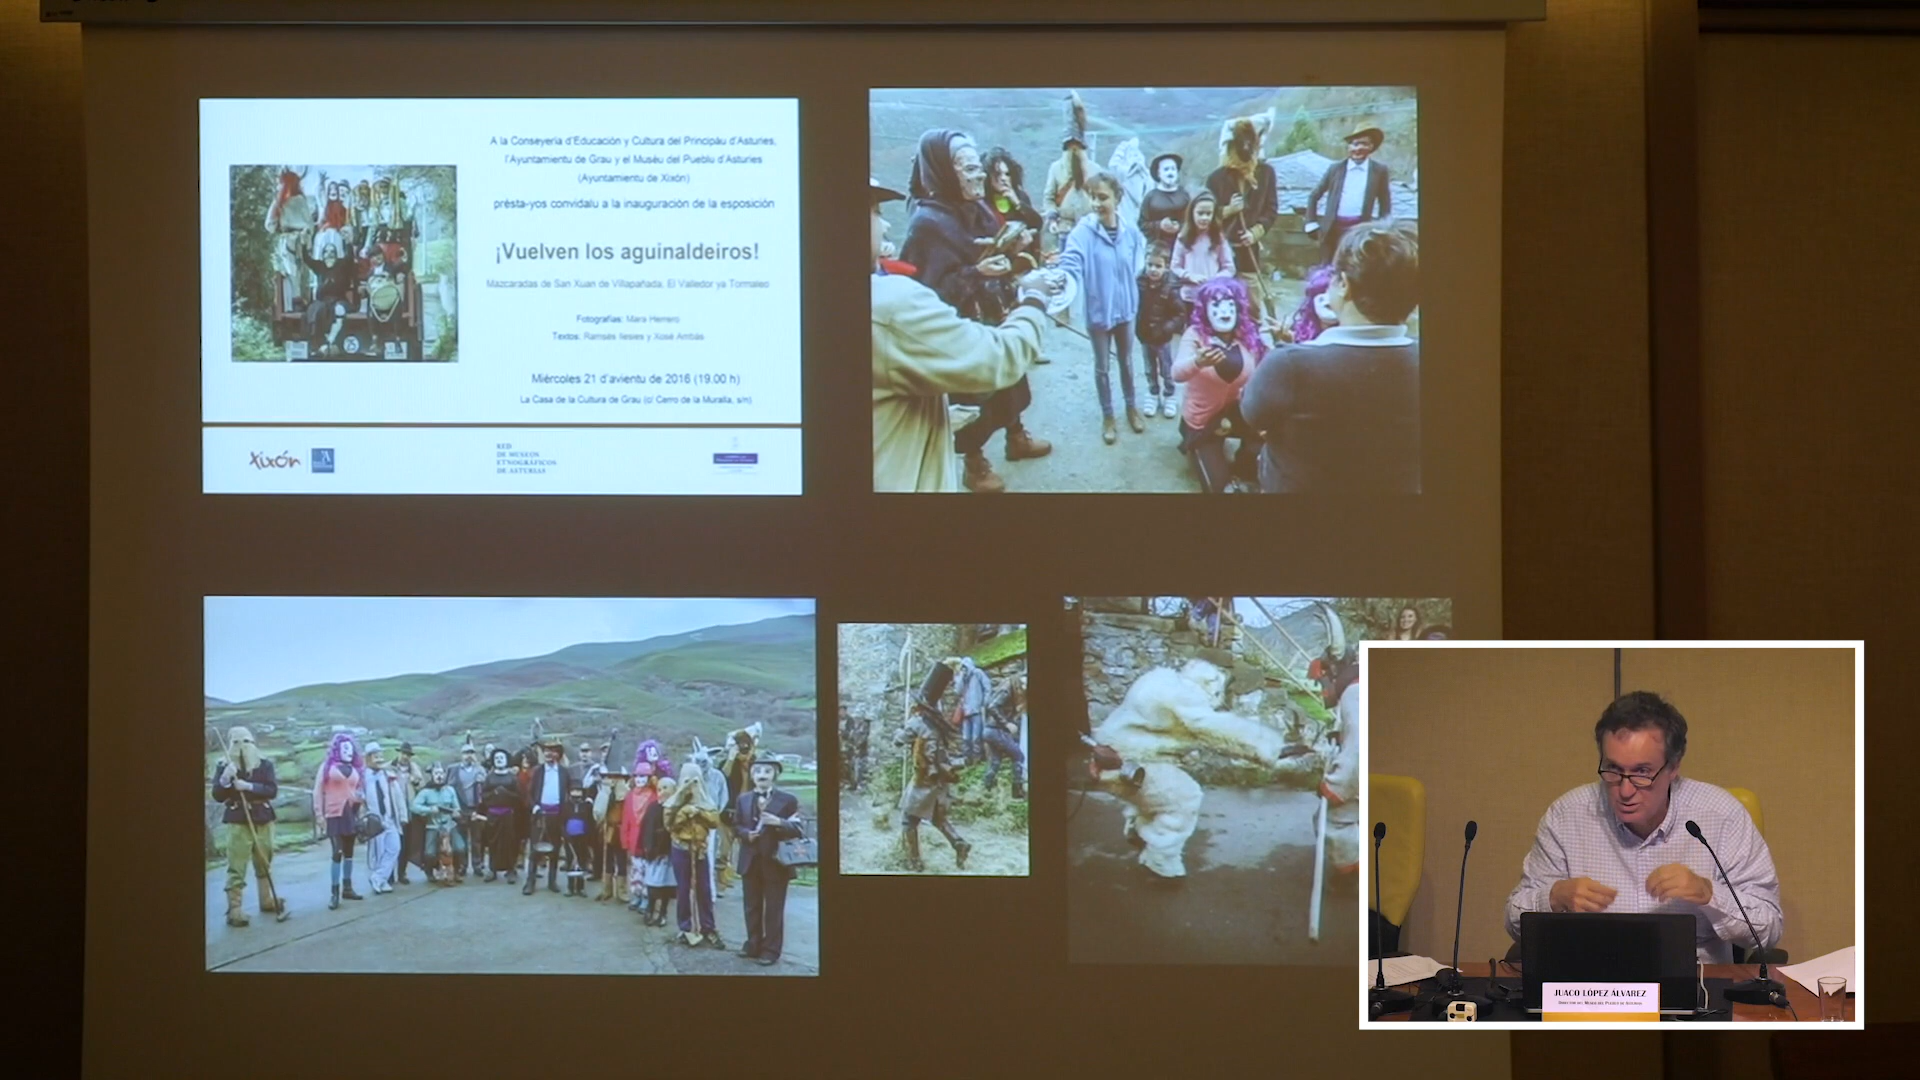 A la Conseyería d'Educación y Cultura del Principáu d'Asturies,
l'Ayuntamientu de Grau y el Muséu del Pueblu d'Asturies
(Ayuntamientu de Xixón)
présta-yos convidalu a la inauguración de la esposición
¡Vuelven los aguinaldeiros!
Mazcaradas de San Xuan de Villapañada, El Valledor ya Tormaleo
Fotografías: Mara Herrero
Textos: Ramsés Ilesies y Xosé Ambás
Miércoles 21 d'avientu de 2016 (19.00 h)
La Casa de la Cultura de Grau (c/ Cerro de la Muralla, s/n)
xixón
RED
DE MUSEOS
ETNOGRÁFICOS
DE ASTURIAS
JUACO LÓPEZ ÁLVAREZ